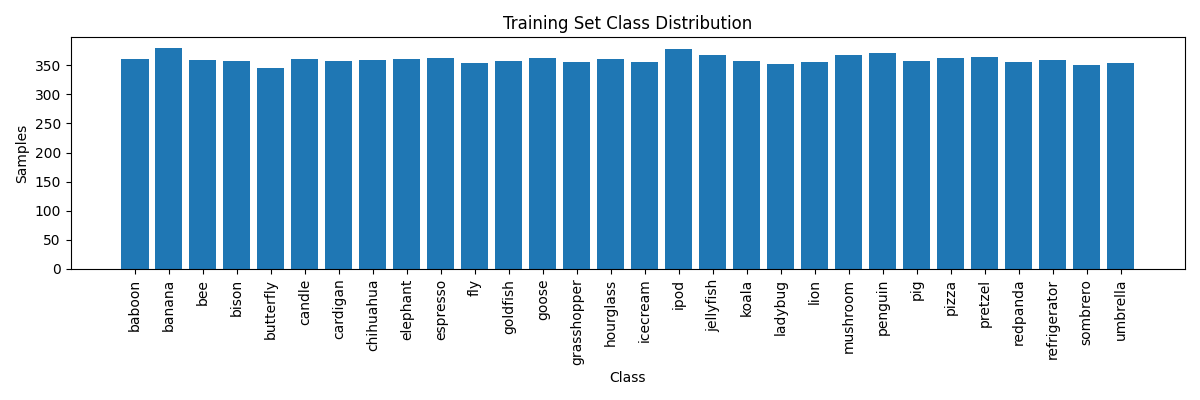 Training Set Class Distribution
Samples
350
300
250
200
150
100
50
0
baboon
banana
bee
bison
butterfly
candle
cardigan
chihuahua
elephant
espresso
fly
goldfish
goose
grasshopper
hourglass
icecream
ipod
jellyfish
koala
ladybug
lion
mushroom
penguin
pig
pizza
pretzel
redpanda
refrigerator
sombrero
umbrella
Class